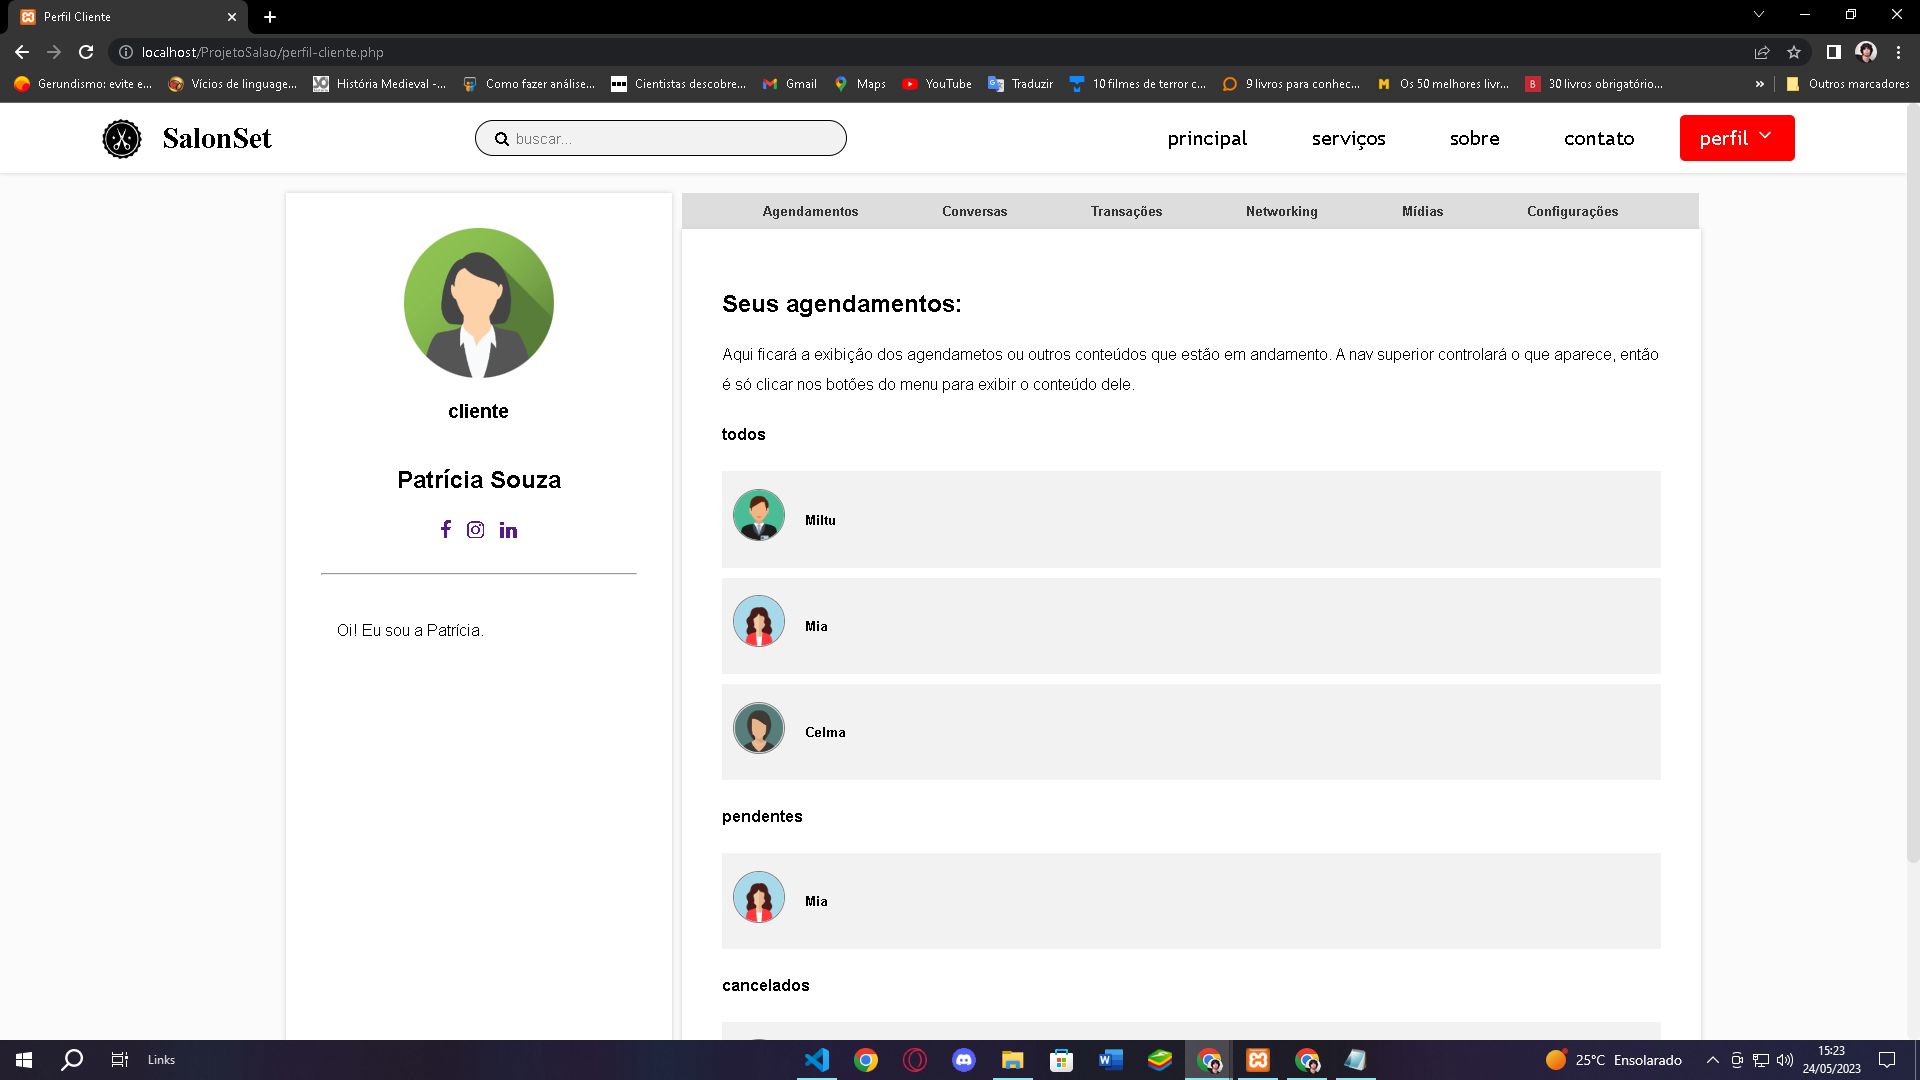 Perfil Cliente
localhost/ProjetoSalao/perfil-cliente.php
Gerundismo: evite e... Vícios de linguage... História Medieval -... Como fazer análise... Cientistas descobre... Gmail Maps YouTube Traduzir 10 filmes de terror c... 9 livros para conhec... Os 50 melhores livr... 30 livros obrigatório... » Outros marcadores
SalonSet buscar... principal serviços sobre contato perfil
Agendamentos Conversas Transações Networking Mídias Configurações
cliente
Patrícia Souza
Oi! Eu sou a Patrícia.
Seus agendamentos:
Aqui ficará a exibição dos agendametos ou outros conteúdos que estão em andamento. A nav superior controlará o que aparece, então
é só clicar nos botões do menu para exibir o conteúdo dele.
todos
Miltu
Mia
Celma
pendentes
Mia
cancelados
Links
25°C Ensolarado
15:23
24/05/2023